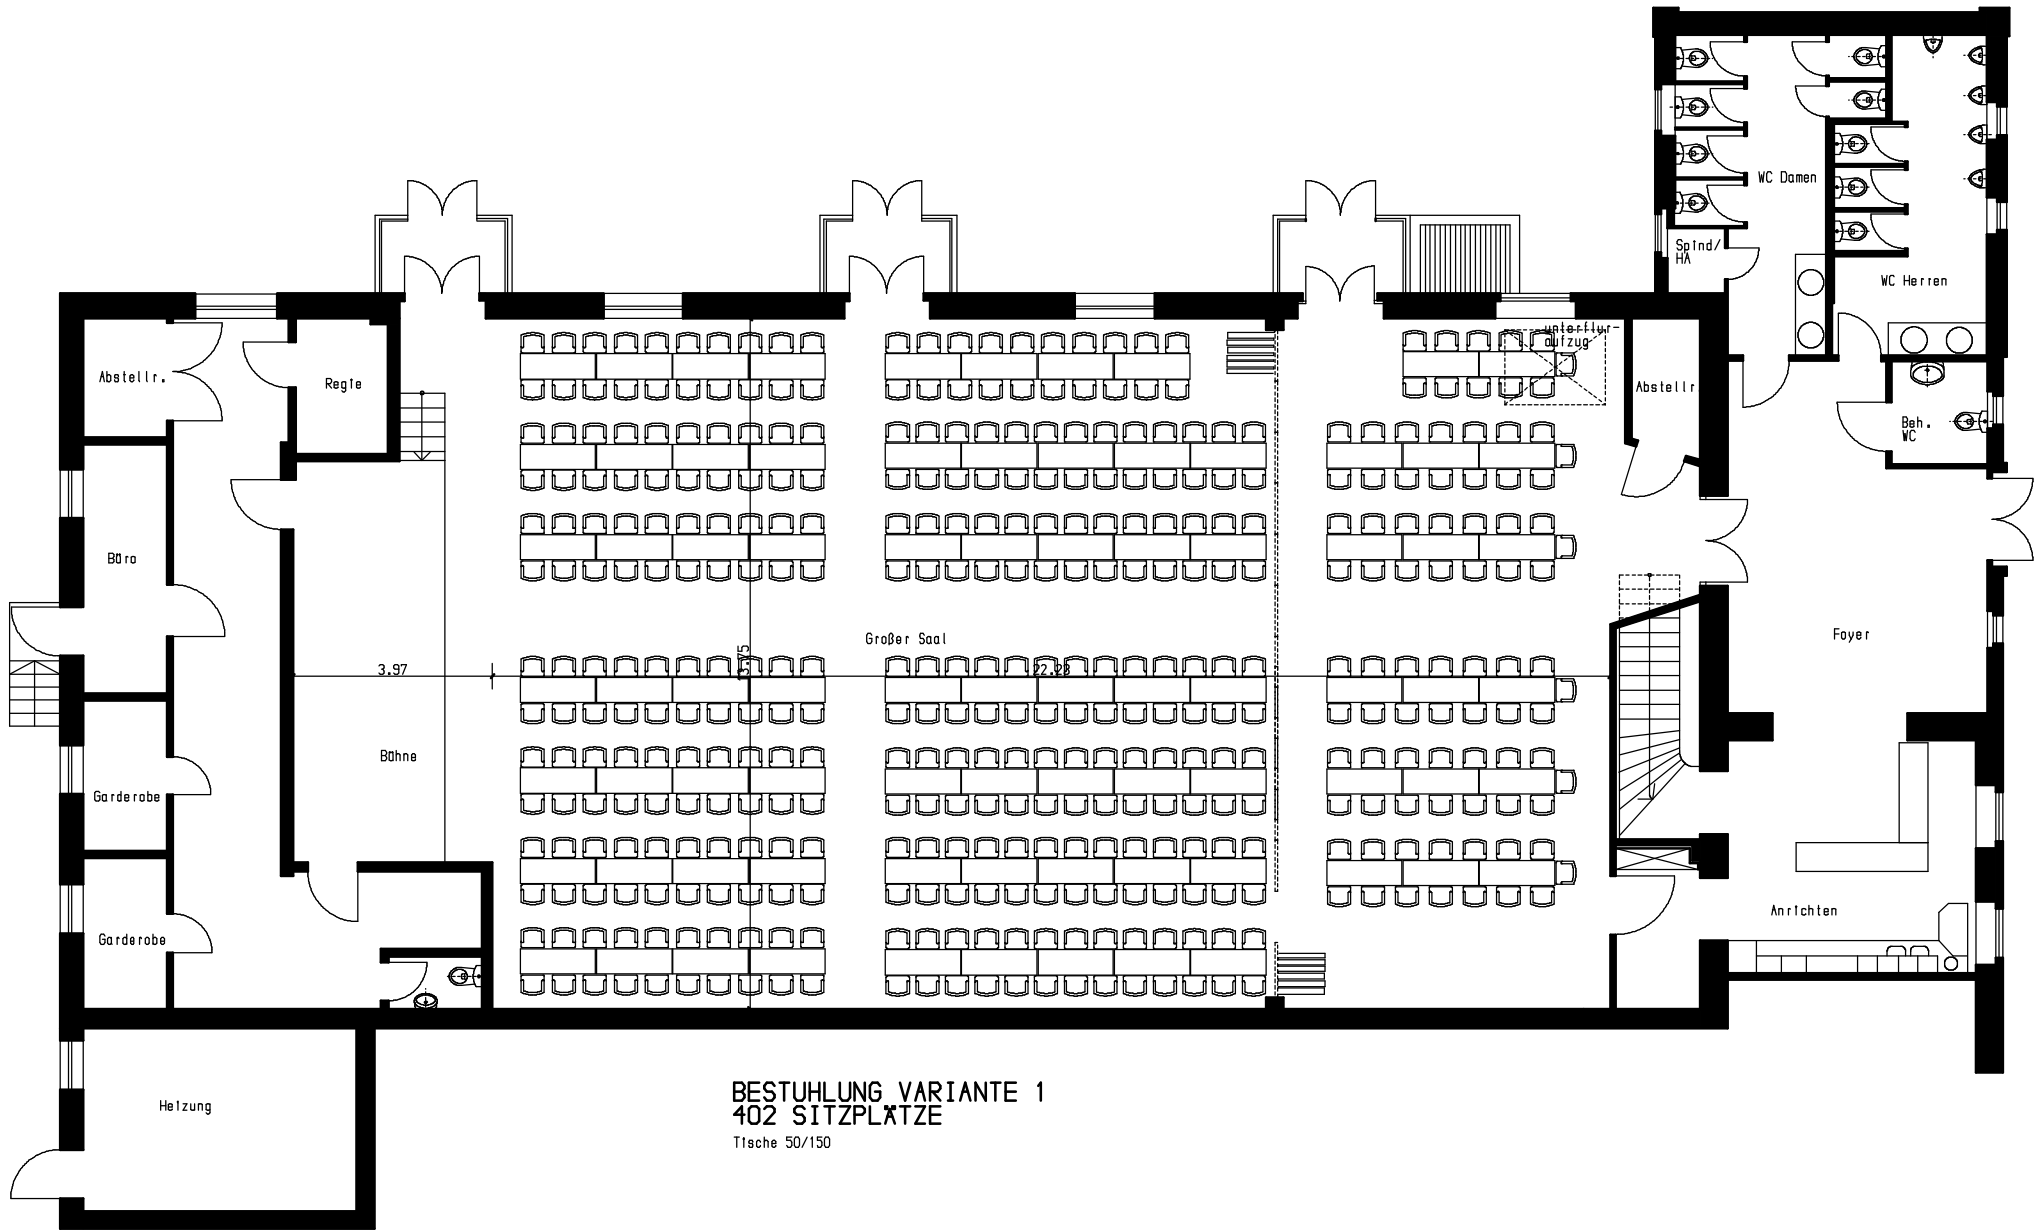 WC Damen
Spind/
HA
WC Herren
unterflur-
aufzug
Abstellr.
Regie
Abstellr
Beh.
WC
Büro
Großer Saal
Foyer
3.97
13.75
22.23
Bühne
Garderobe
Anrichten
Garderobe
BESTUHLUNG VARIANTE 1
402 SITZPLÄTZE
Tische 50/150
Heizung